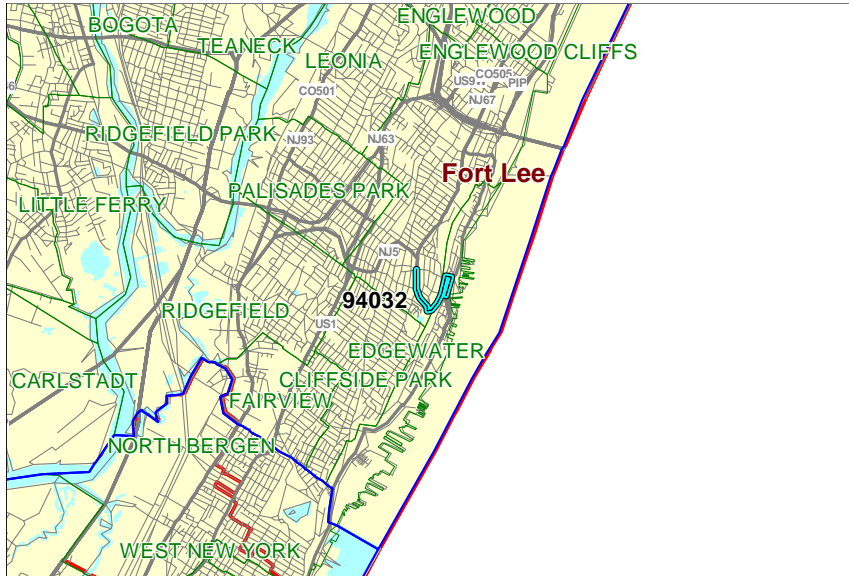 ENGLEWOOD
BOGOTA
TEANECK
LEONIA
ENGLEWOOD CLIFFS
CO505
US9W
PIP
CO501
NJ67
RIDGEFIELD PARK
NJ93
NJ63
Fort Lee
PALISADES PARK
LITTLE FERRY
NJ5
94032
RIDGEFIELD
US1
EDGEWATER
CARLSTADT
CLIFFSIDE PARK
FAIRVIEW
NORTH BERGEN
WEST NEW YORK